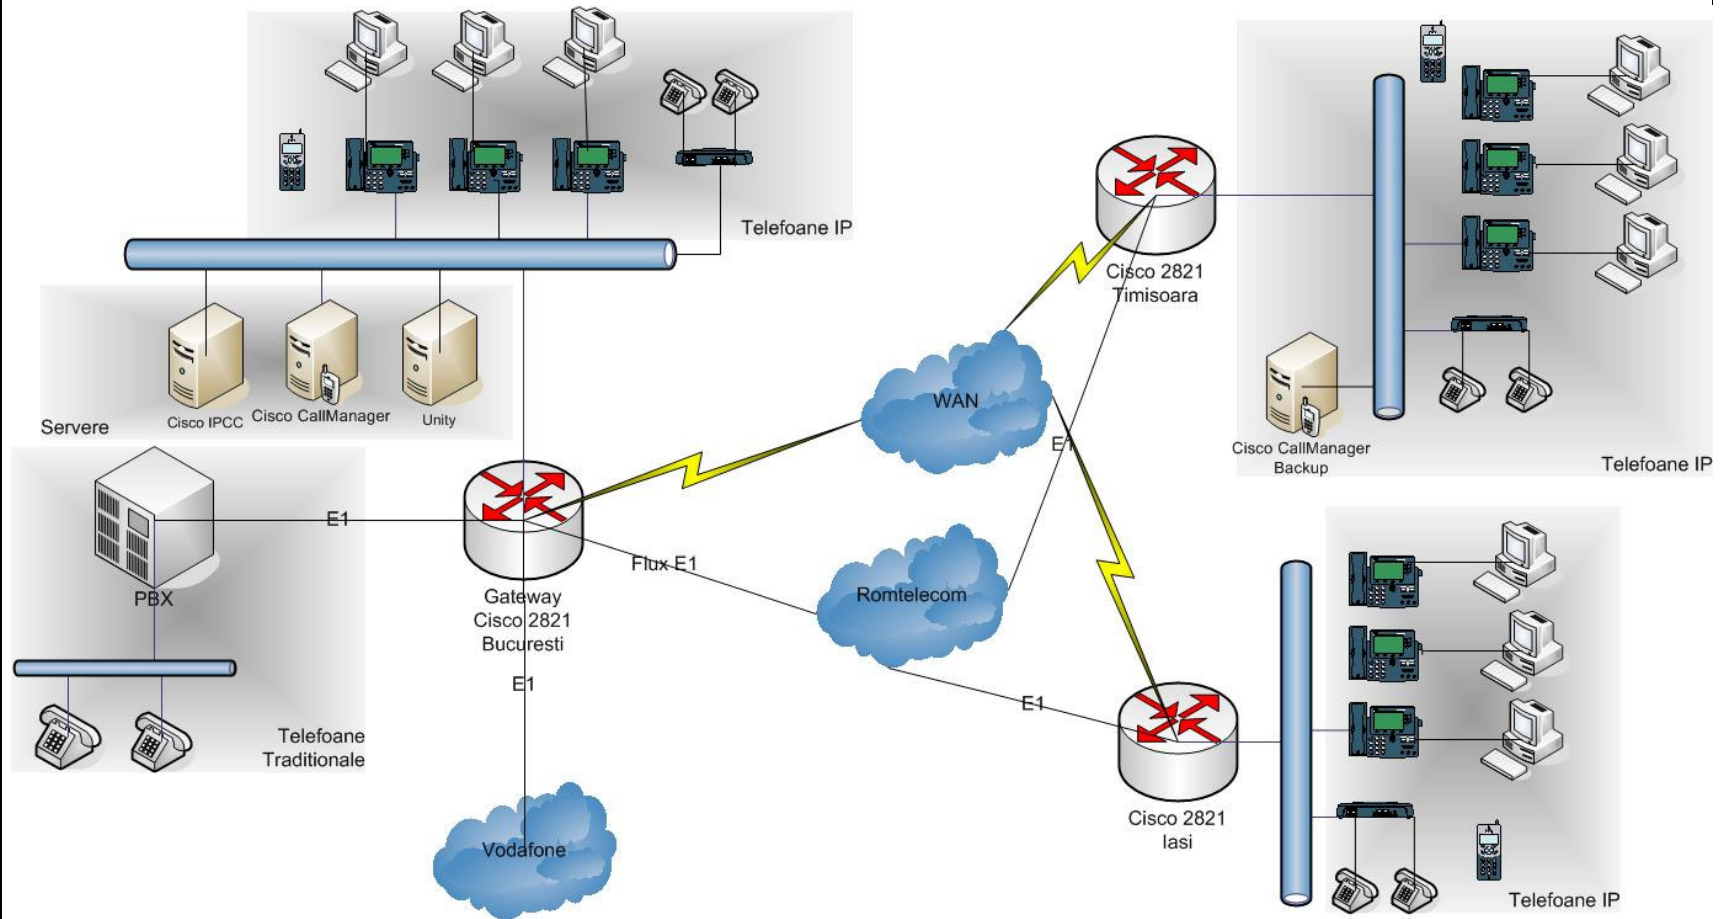 Telefoane IP
Cisco IPCC
Cisco CallManager
Unity
Servere
PBX
Telefoane
Traditionale
E1
Gateway
Cisco 2821
Bucuresti
E1
Flux E1
Vodafone
WAN
Romtelecom
E1
E1
Cisco 2821
Timisoara
Cisco CallManager
Backup
Telefoane IP
Cisco 2821
Iasi
Telefoane IP